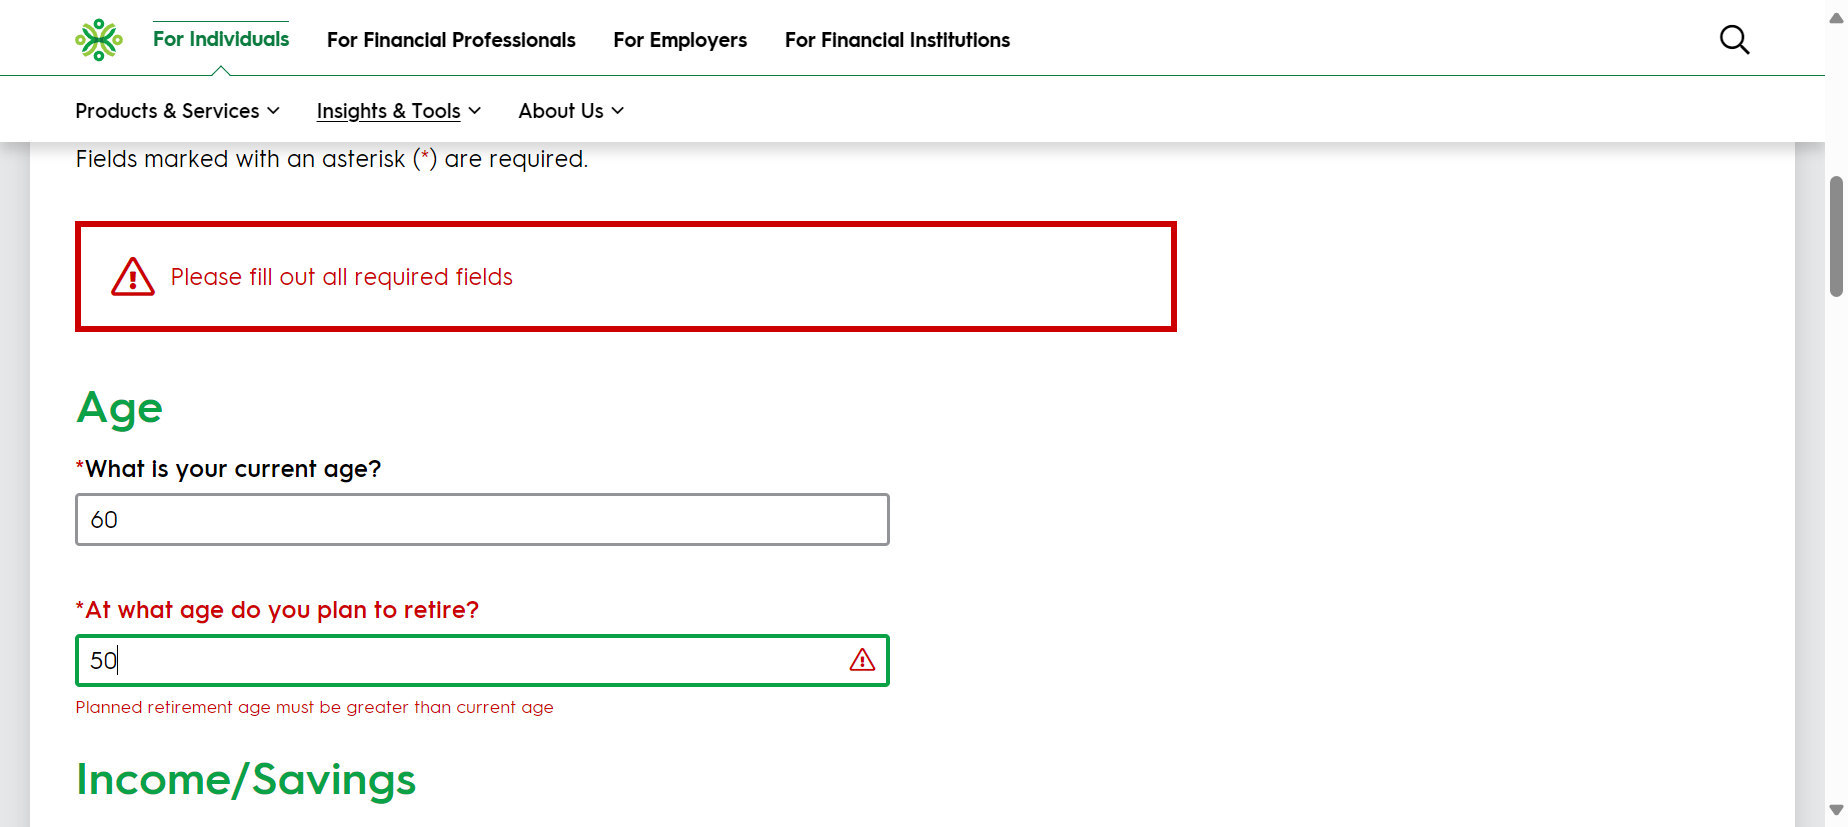 For Individuals For Financial Professionals For Employers For Financial Institutions
Products & Services Insights & Tools About Us
Fields marked with an asterisk (*) are required.
Please fill out all required fields
Age
*What is your current age?
60
*At what age do you plan to retire?
50
Planned retirement age must be greater than current age
Income/Savings